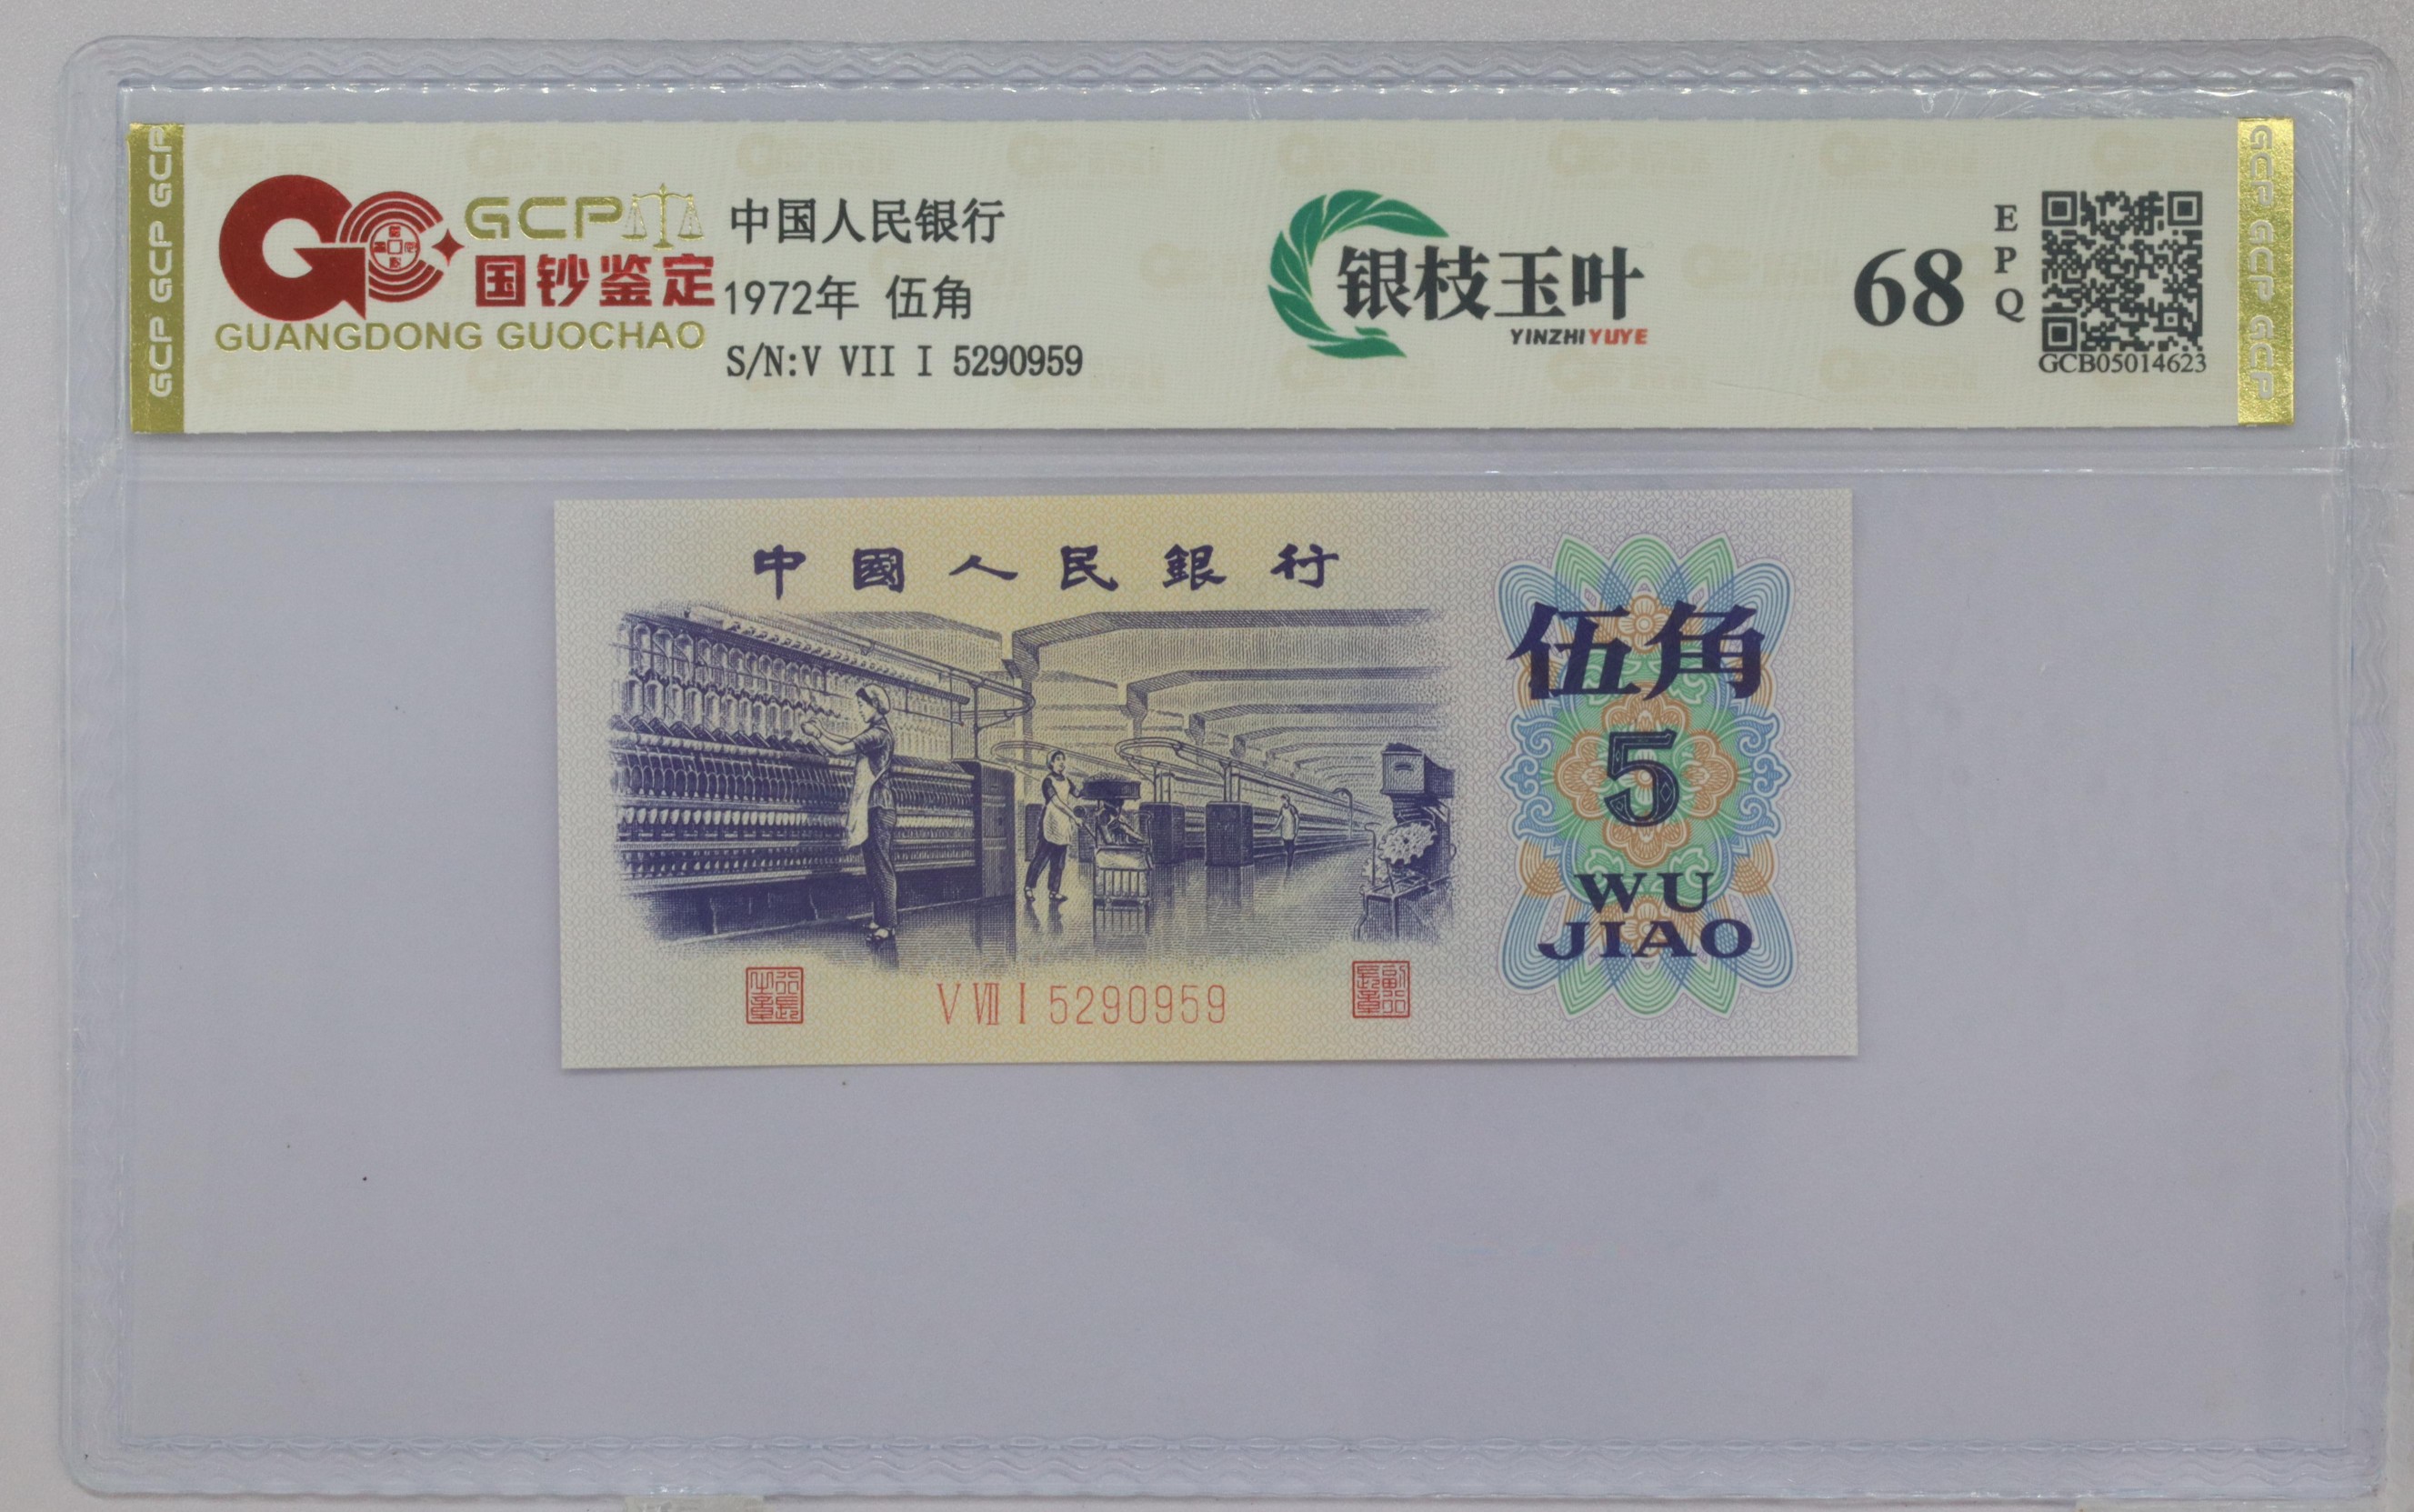 GCP GCP GCP
GCP
国钞鉴定
GUANGDONG GUOCHAO
中国人民银行
1972年 伍角
S/N:V VII I 5290959
银枝玉叶
YINZHIYUYE
68
E
P
Q
GCB05014623
GCP GCP GCP
中國人民銀行
伍角
5
WU
JIAO
V VII I 5290959